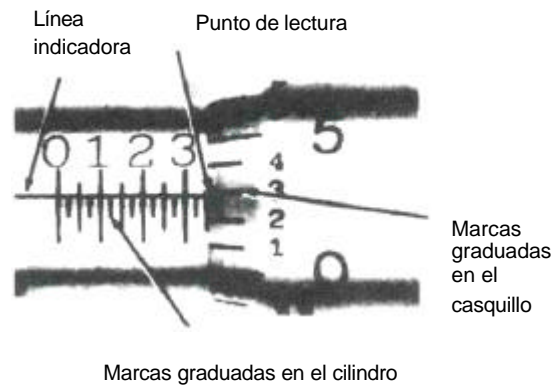 Línea
indicadora
Punto de lectura
0 1 2 3
5
4
3
2
1
0
Marcas
graduadas
en el
casquillo
Marcas graduadas en el cilindro